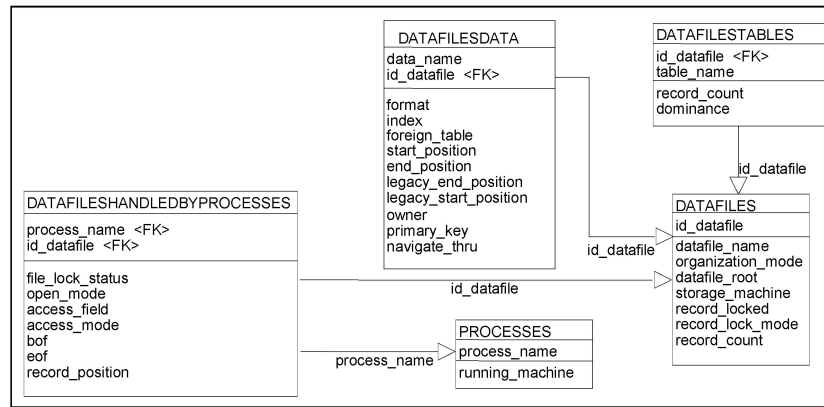 DATAFILESDATA
data_name
id_datafile <FK>
format
index
foreign_table
start_position
end_position
legacy_end_position
legacy_start_position
owner
primary_key
navigate_thru
DATAFILESTABLES
id_datafile <FK>
table_name
record_count
dominance
id_datafile
DATAFILESHANDLEDBYPROCESSES
process_name <FK>
id_datafile <FK>
file_lock_status
open_mode
access_field
access_mode
bof
eof
record_position
id_datafile
id_datafile
process_name
DATAFILES
id_datafile
datafile_name
organization_mode
datafile_root
storage_machine
record_locked
record_lock_mode
record_count
PROCESSES
process_name
running_machine